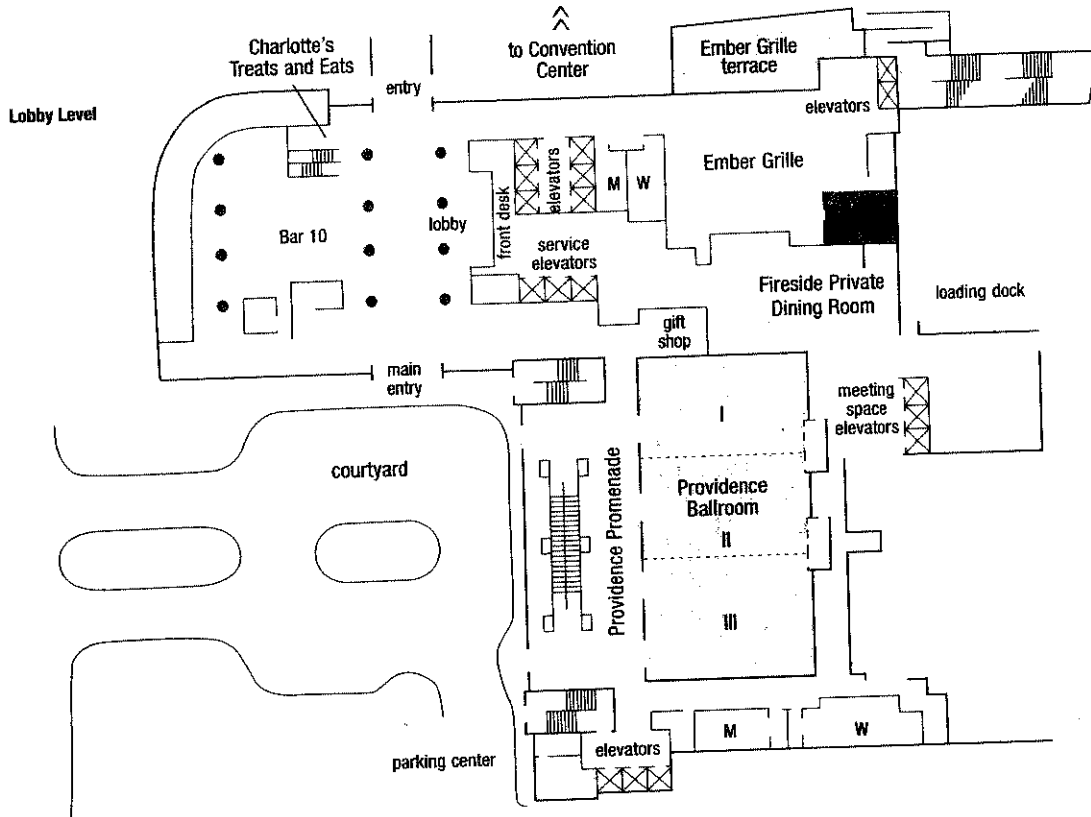 Charlotte's
Treats and Eats
to Convention
Center
Ember Grille
terrace
entry
Lobby Level
elevators
Ember Grille
elevators
M
W
front desk
lobby
Bar 10
service
elevators
Fireside Private
Dining Room
loading dock
gift
shop
main
entry
meeting
space
elevators
I
courtyard
Providence Promenade
Providence
Ballroom
II
III
M
W
elevators
parking center